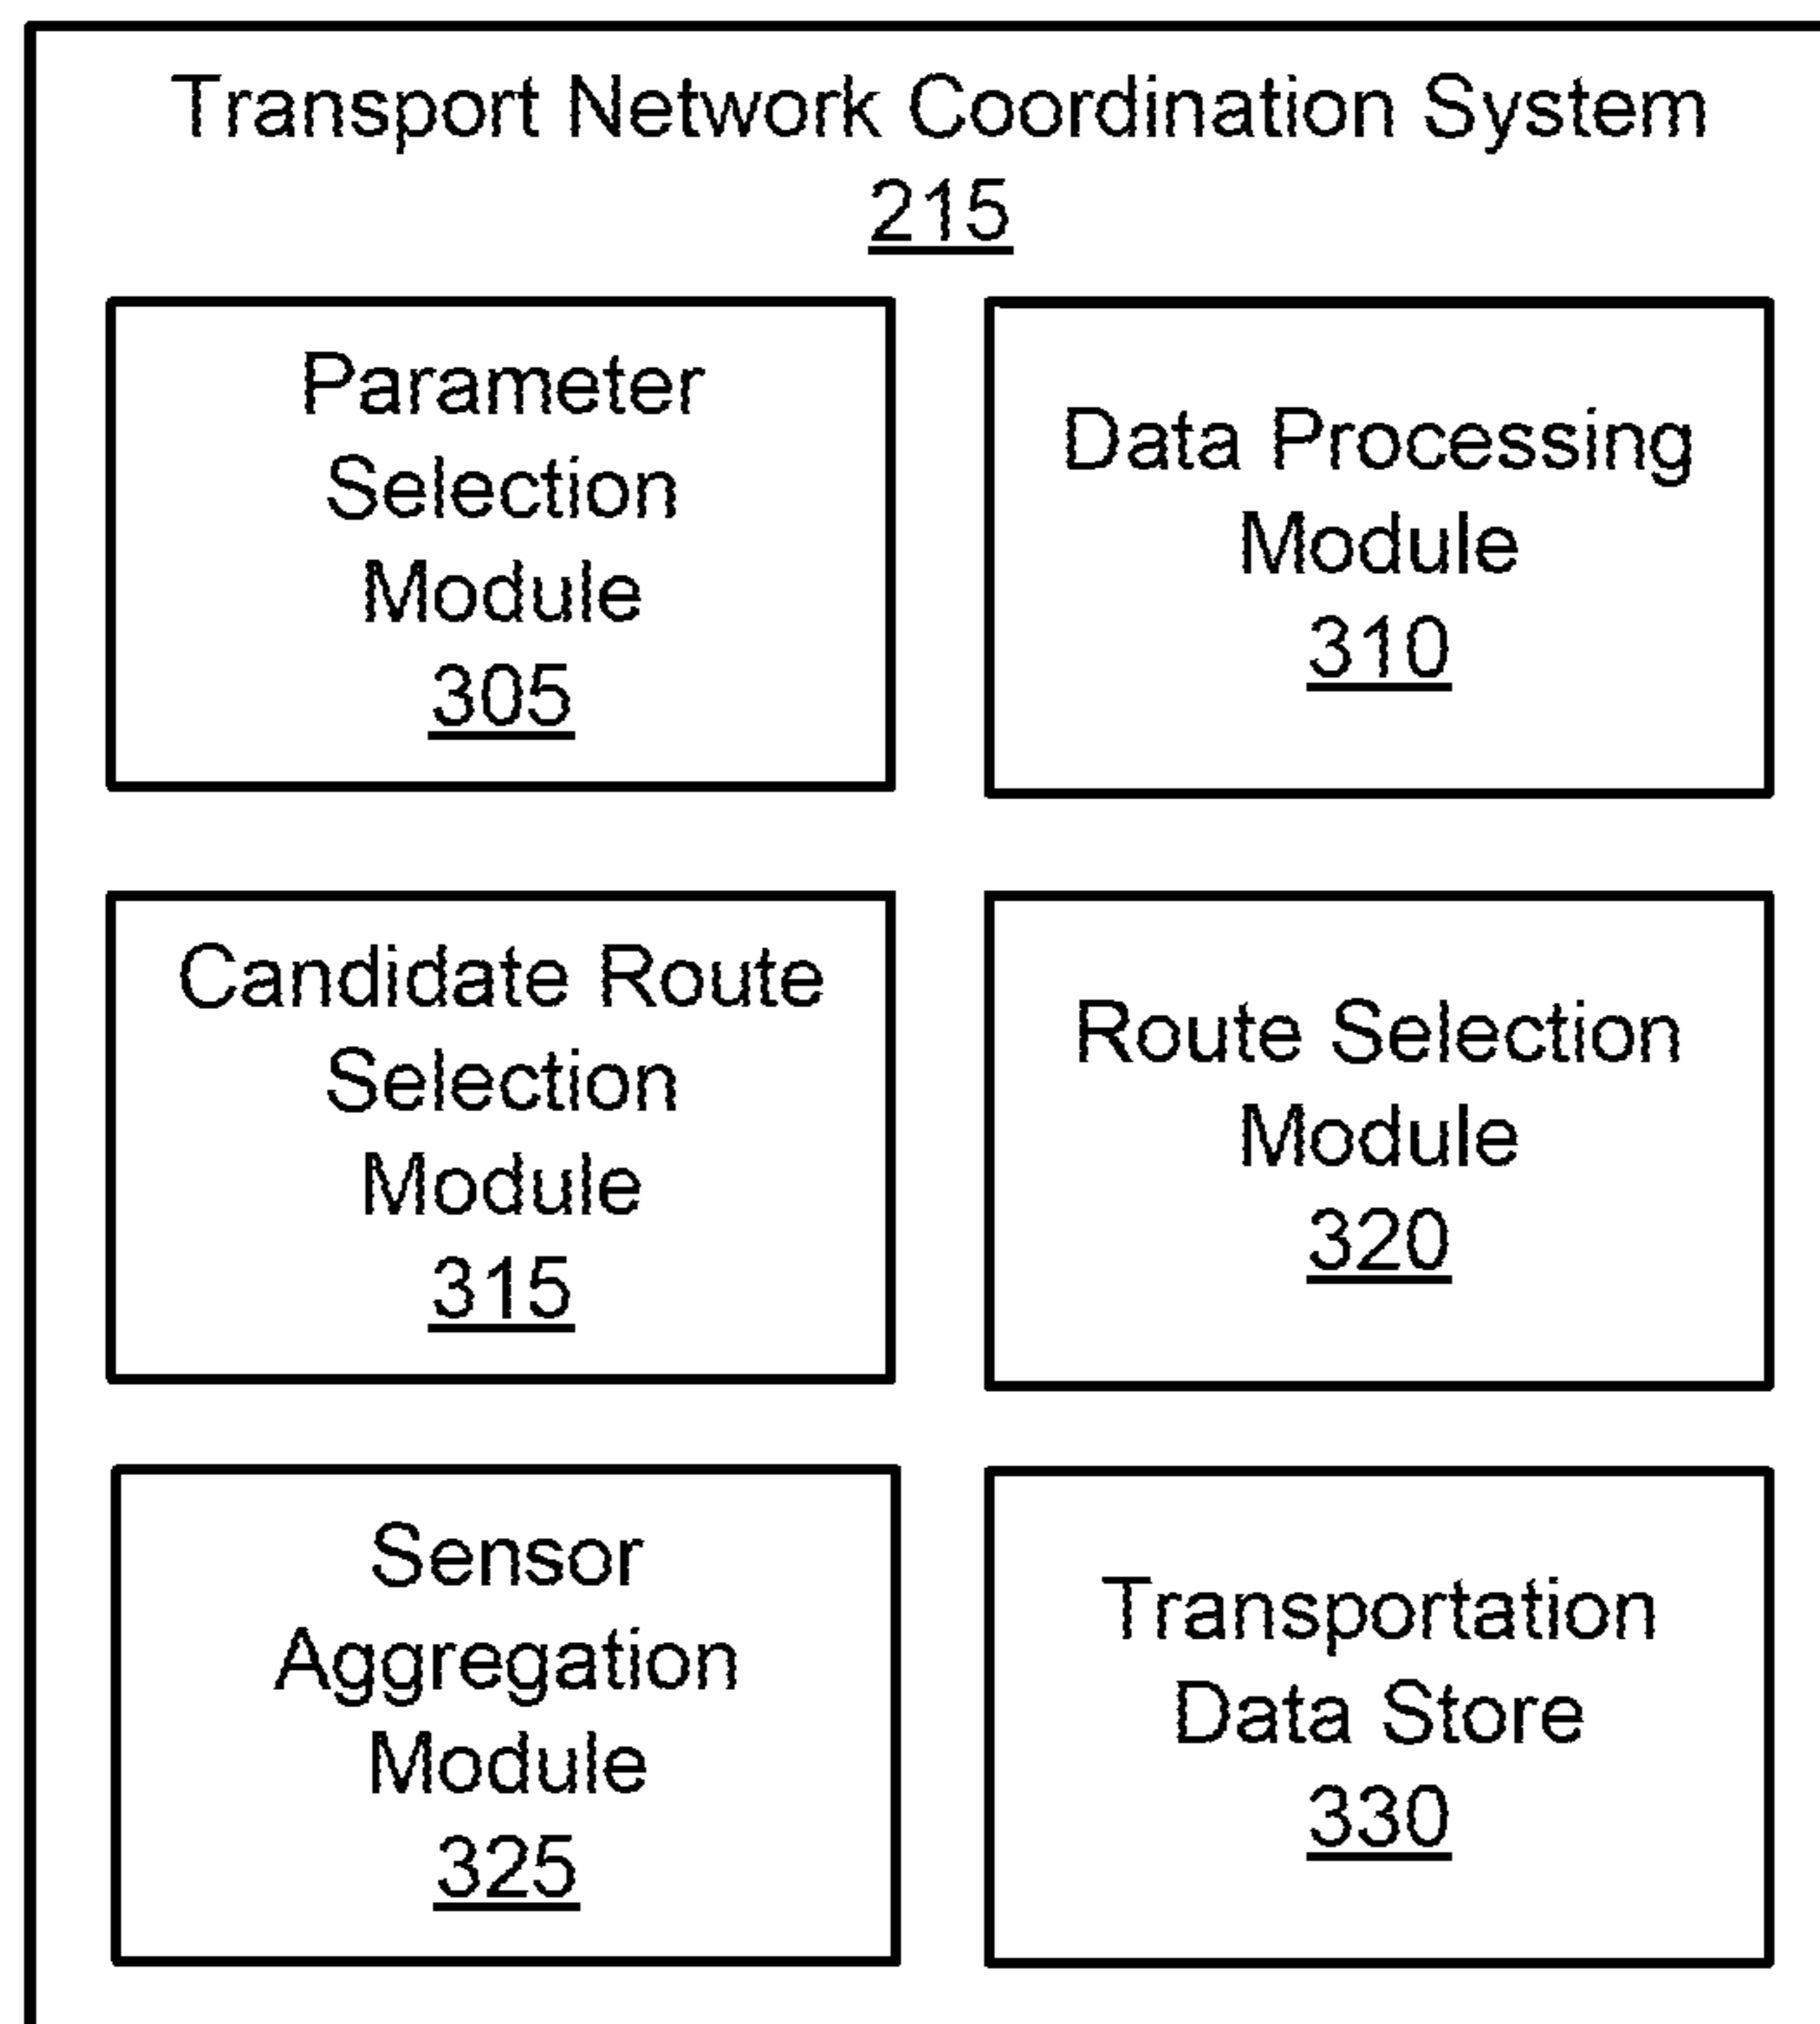 Transport Network Coordination System
215
Parameter
Selection
Module
305
Data Processing
Module
310
Candidate Route
Selection
Module
315
Route Selection
Module
320
Sensor
Aggregation
Module
325
Transportation
Data Store
330